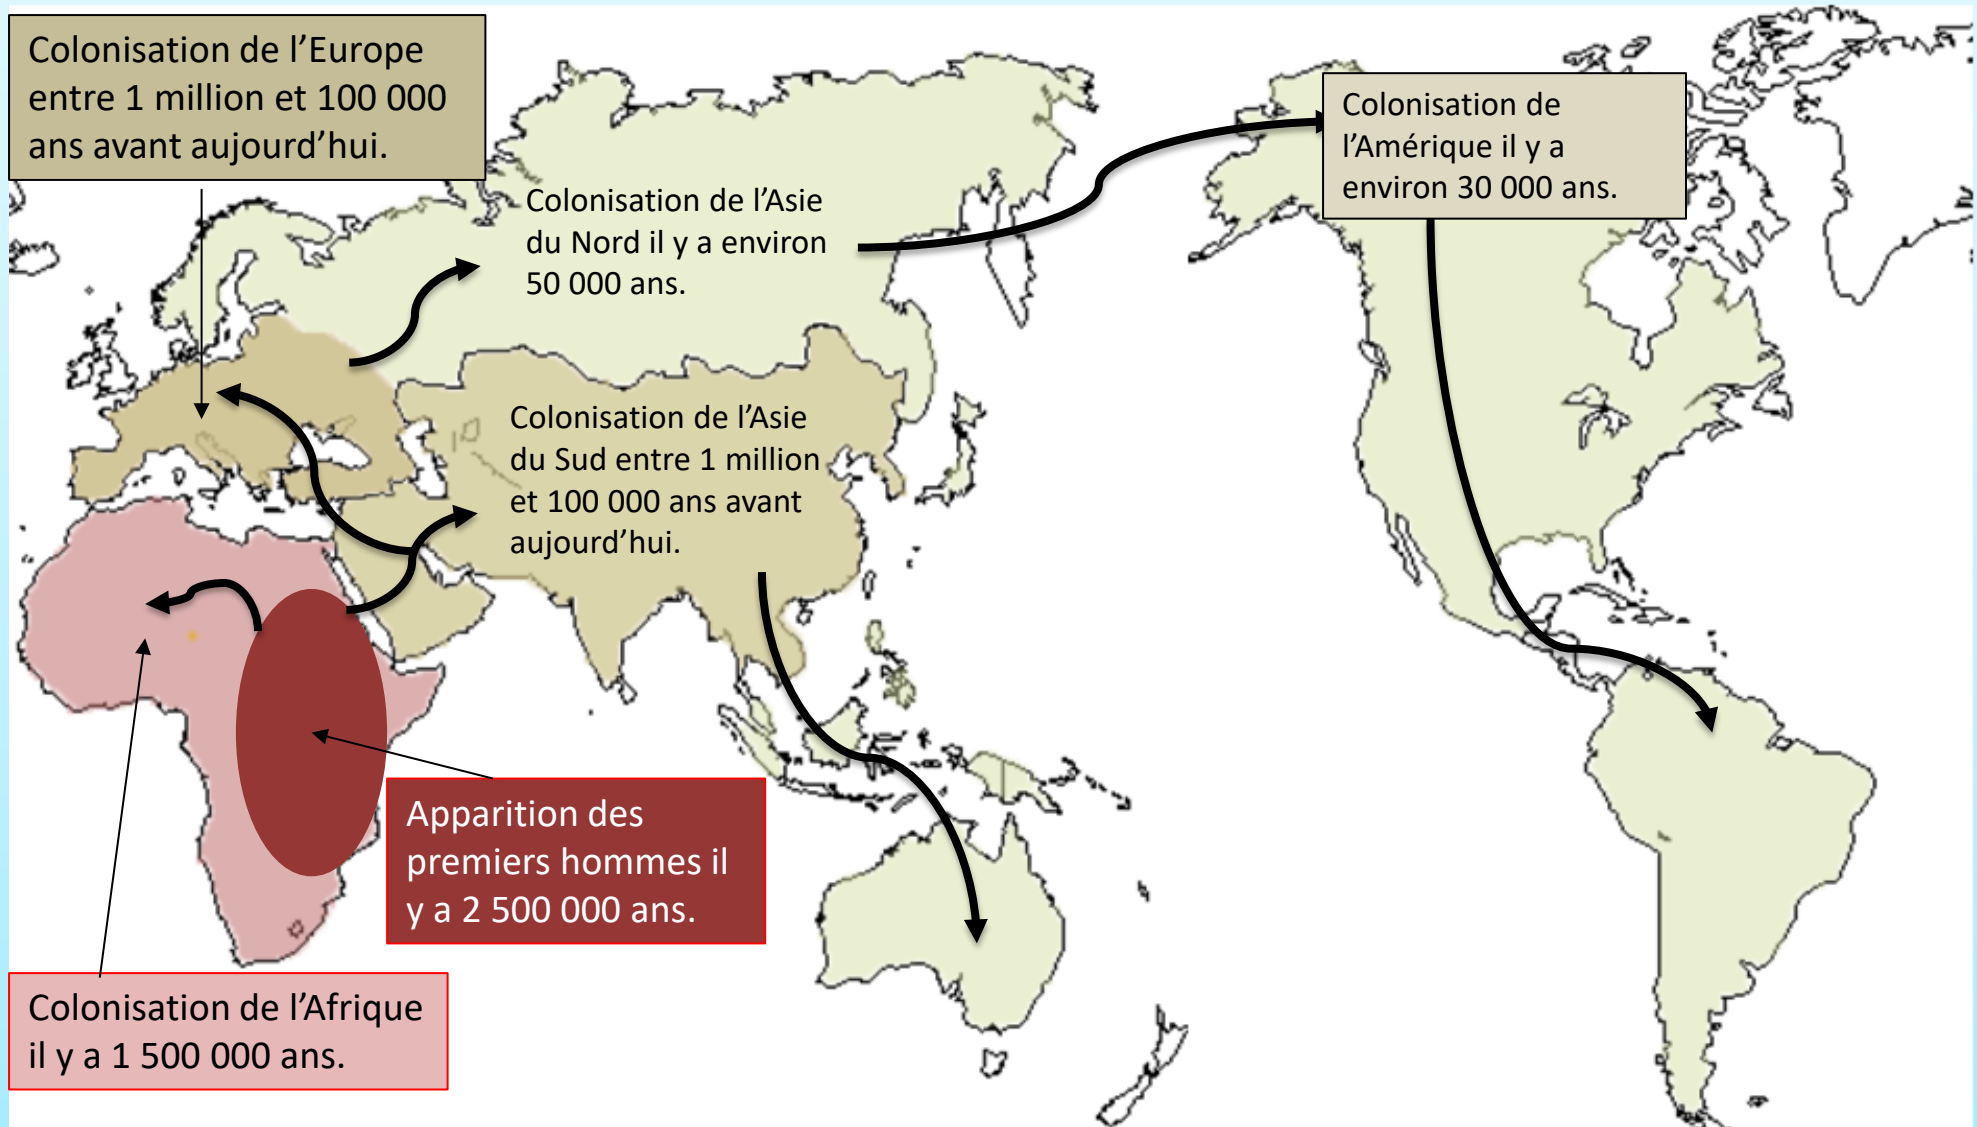 Colonisation de l’Europe
entre 1 million et 100 000
ans avant aujourd’hui.
Colonisation de
l’Amérique il y a
environ 30 000 ans.
Colonisation de l’Asie
du Nord il y a environ
50 000 ans.
Colonisation de l’Asie
du Sud entre 1 million
et 100 000 ans avant
aujourd’hui.
Apparition des
premiers hommes il
y a 2 500 000 ans.
Colonisation de l’Afrique
il y a 1 500 000 ans.